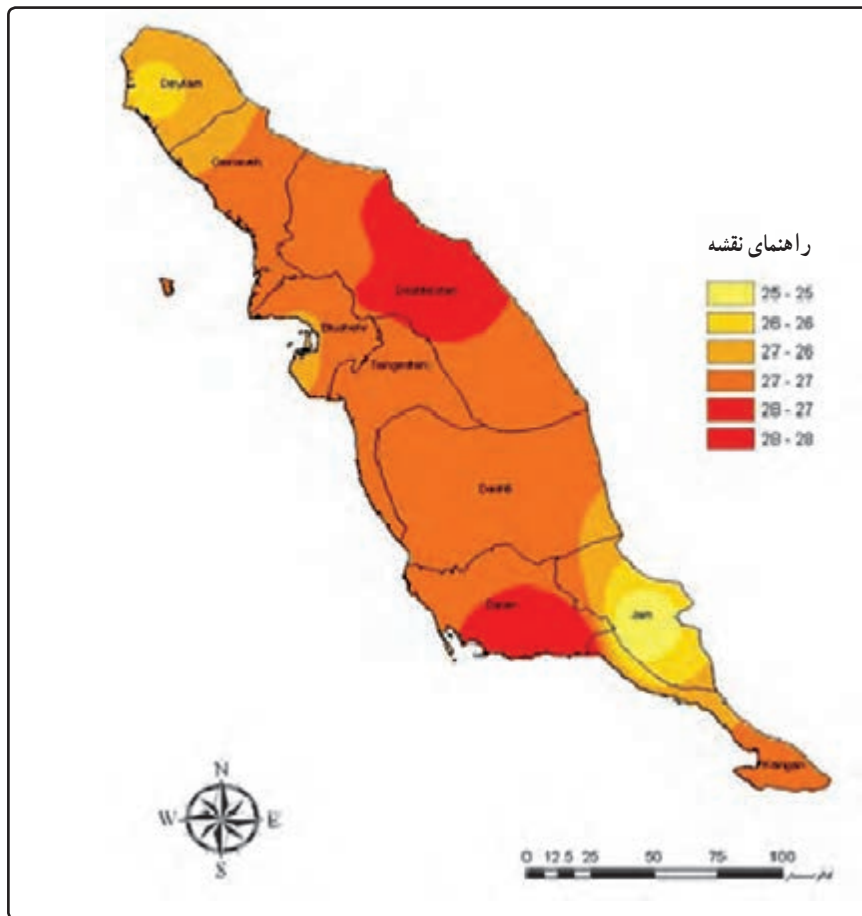 Deylam
Genaveh
راهنمای نقشه
25 - 25
26 - 26
27 - 26
27 - 27
28 - 27
28 - 28
Dashtestan
Bushehr
Tangestan
Dashti
Dayer
Jam
Kangan
N
W E
S
0 12.5 25 50 75 100
کیلومتر